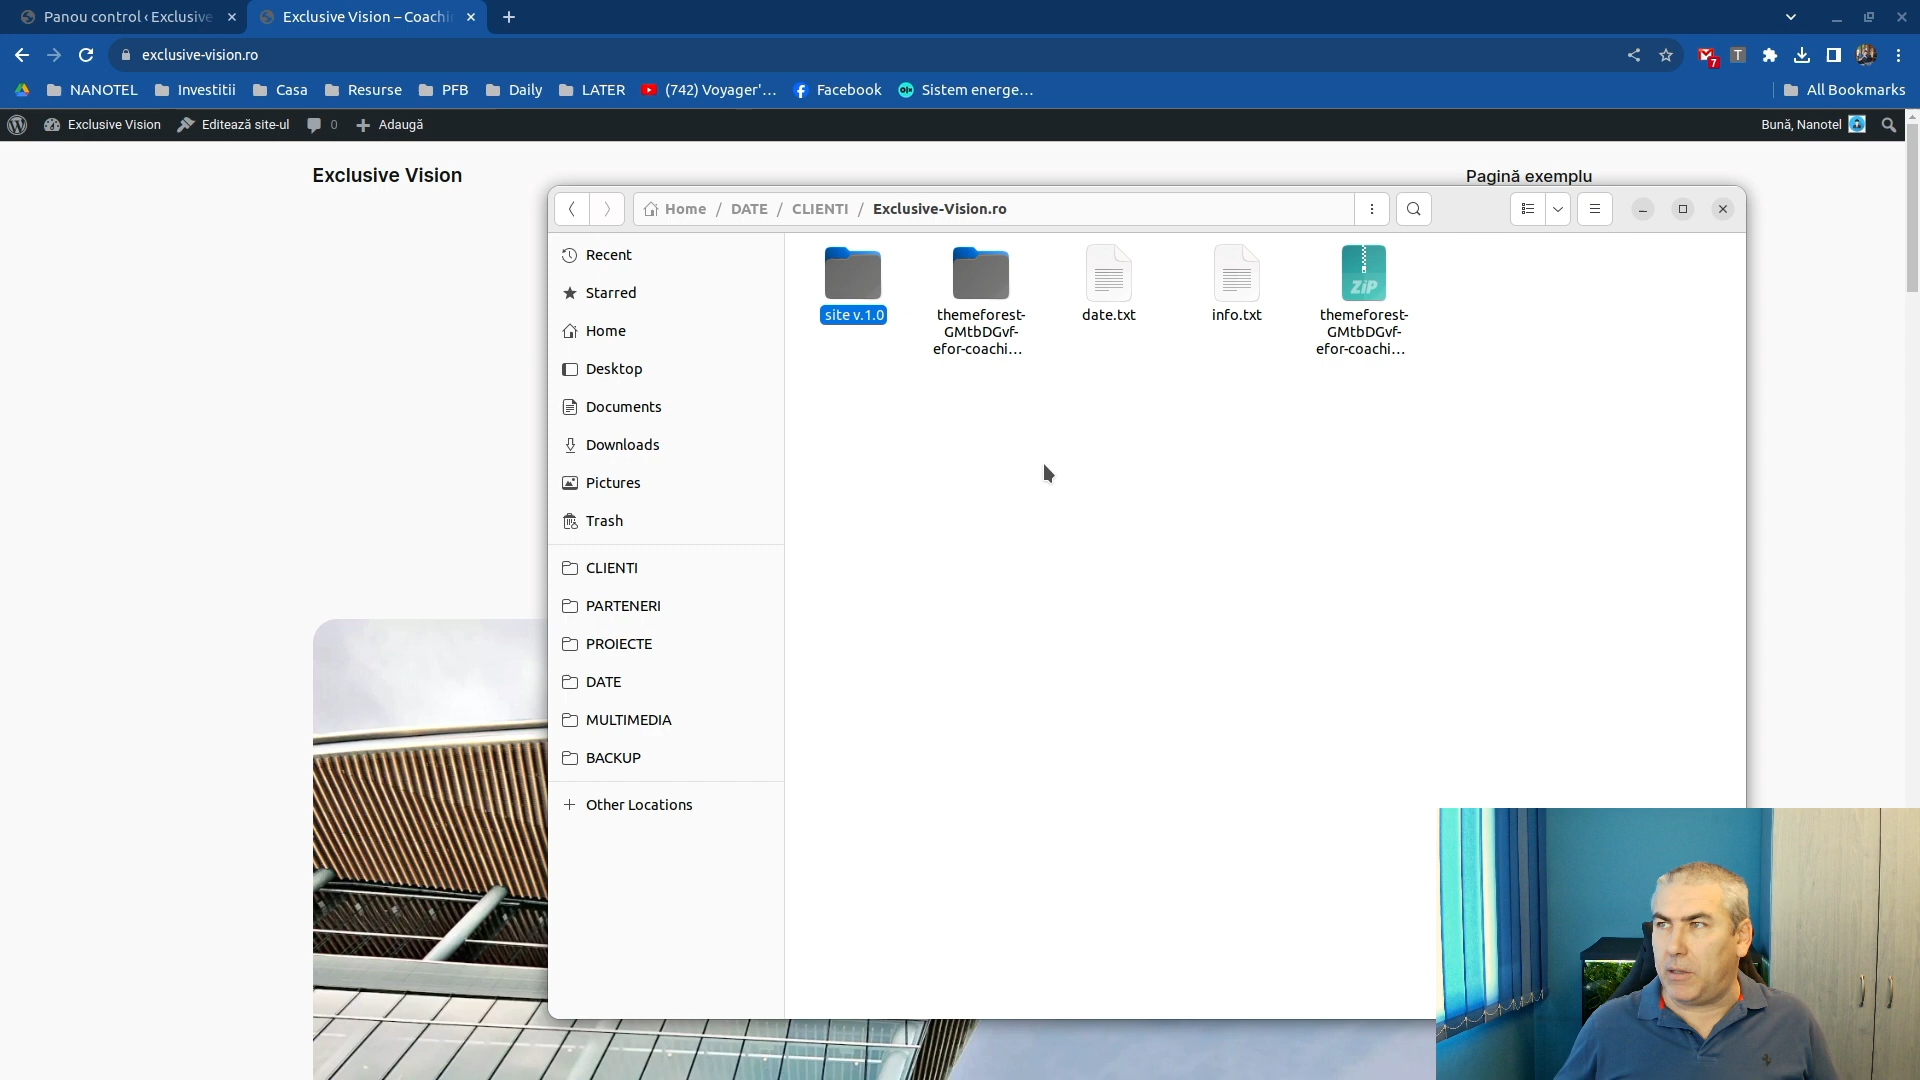 Panou control ‹ Exclusive
Exclusive Vision – Coachi
exclusive-vision.ro
7
T
NANOTEL
Investitii
Casa
Resurse
PFB
Daily
LATER
(742) Voyager'…
Facebook
Sistem energe…
All Bookmarks
Exclusive Vision
Editează site-ul
0
Adaugă
Bună, Nanotel
Exclusive Vision
Pagină exemplu
Home / DATE / CLIENTI / Exclusive-Vision.ro
Recent
Starred
Home
Desktop
Documents
Downloads
Pictures
Trash
CLIENTI
PARTENERI
PROIECTE
DATE
MULTIMEDIA
BACKUP
Other Locations
site v.1.0
themeforest-
GMtbDGvf-
efor-coachi…
date.txt
info.txt
ZIP
themeforest-
GMtbDGvf-
efor-coachi…